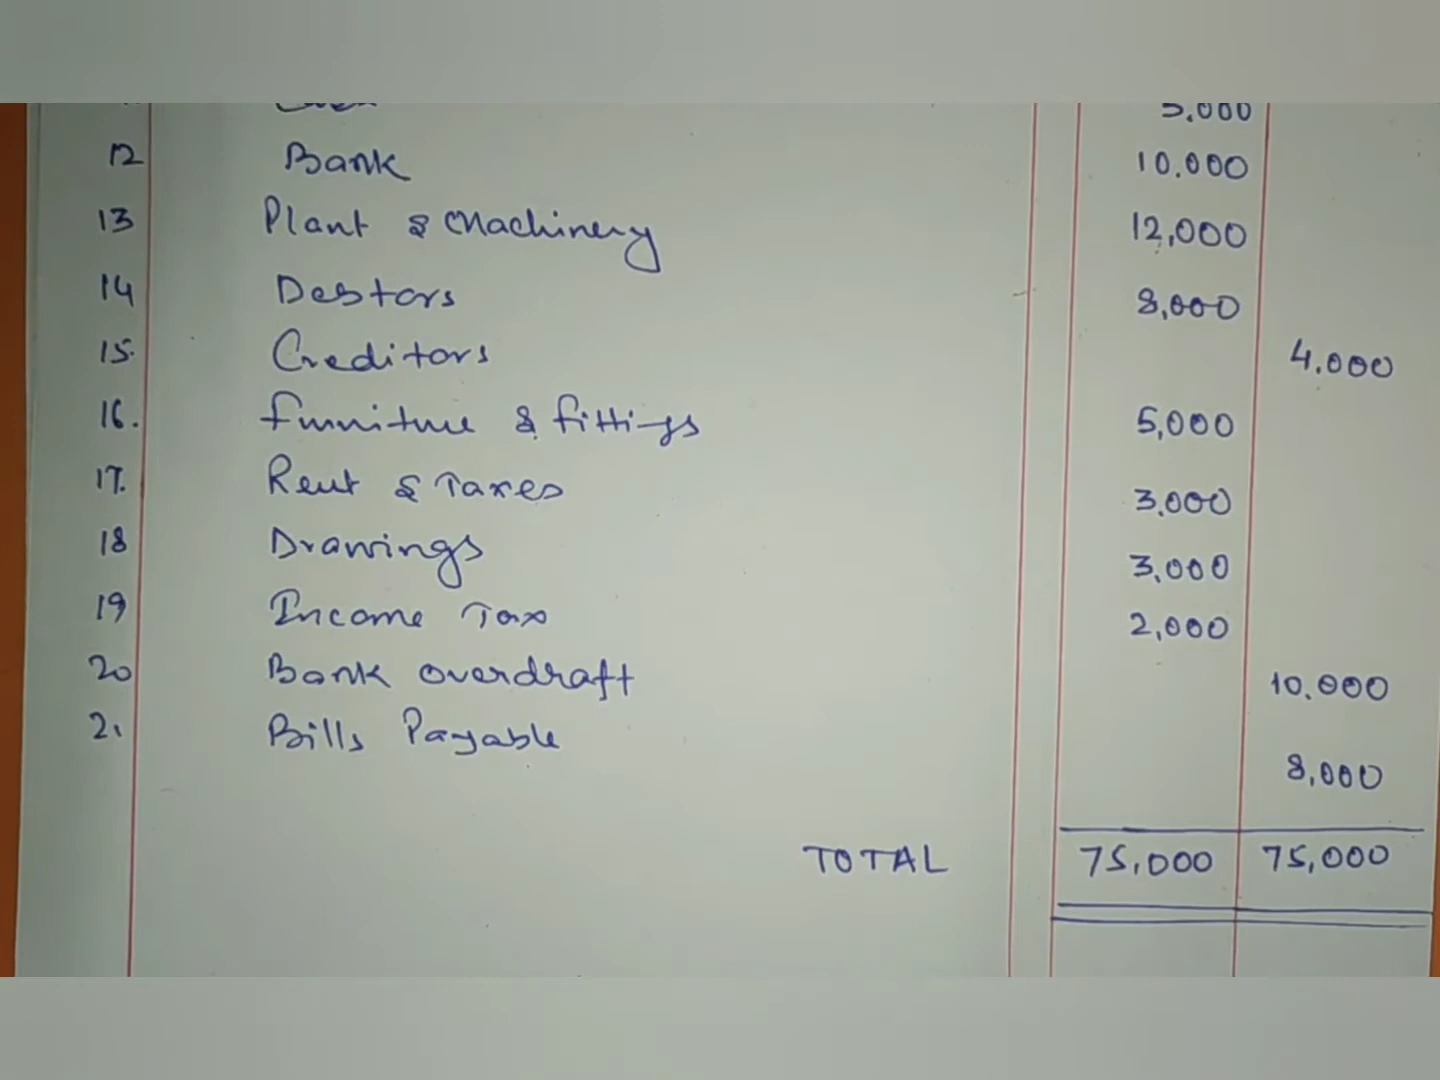 5.000
12 Bank 10.000
13 Plant & Machinery 12,000
14 Debtors 8,000
15. Creditors 4.000
16. Furniture & fittings 5,000
17. Rent & Taxes 3.000
18 Drawings 3,000
19 Income Tax 2,000
20 Bank overdraft 10.000
21 Bills Payable 8,000
TOTAL 75,000 75,000